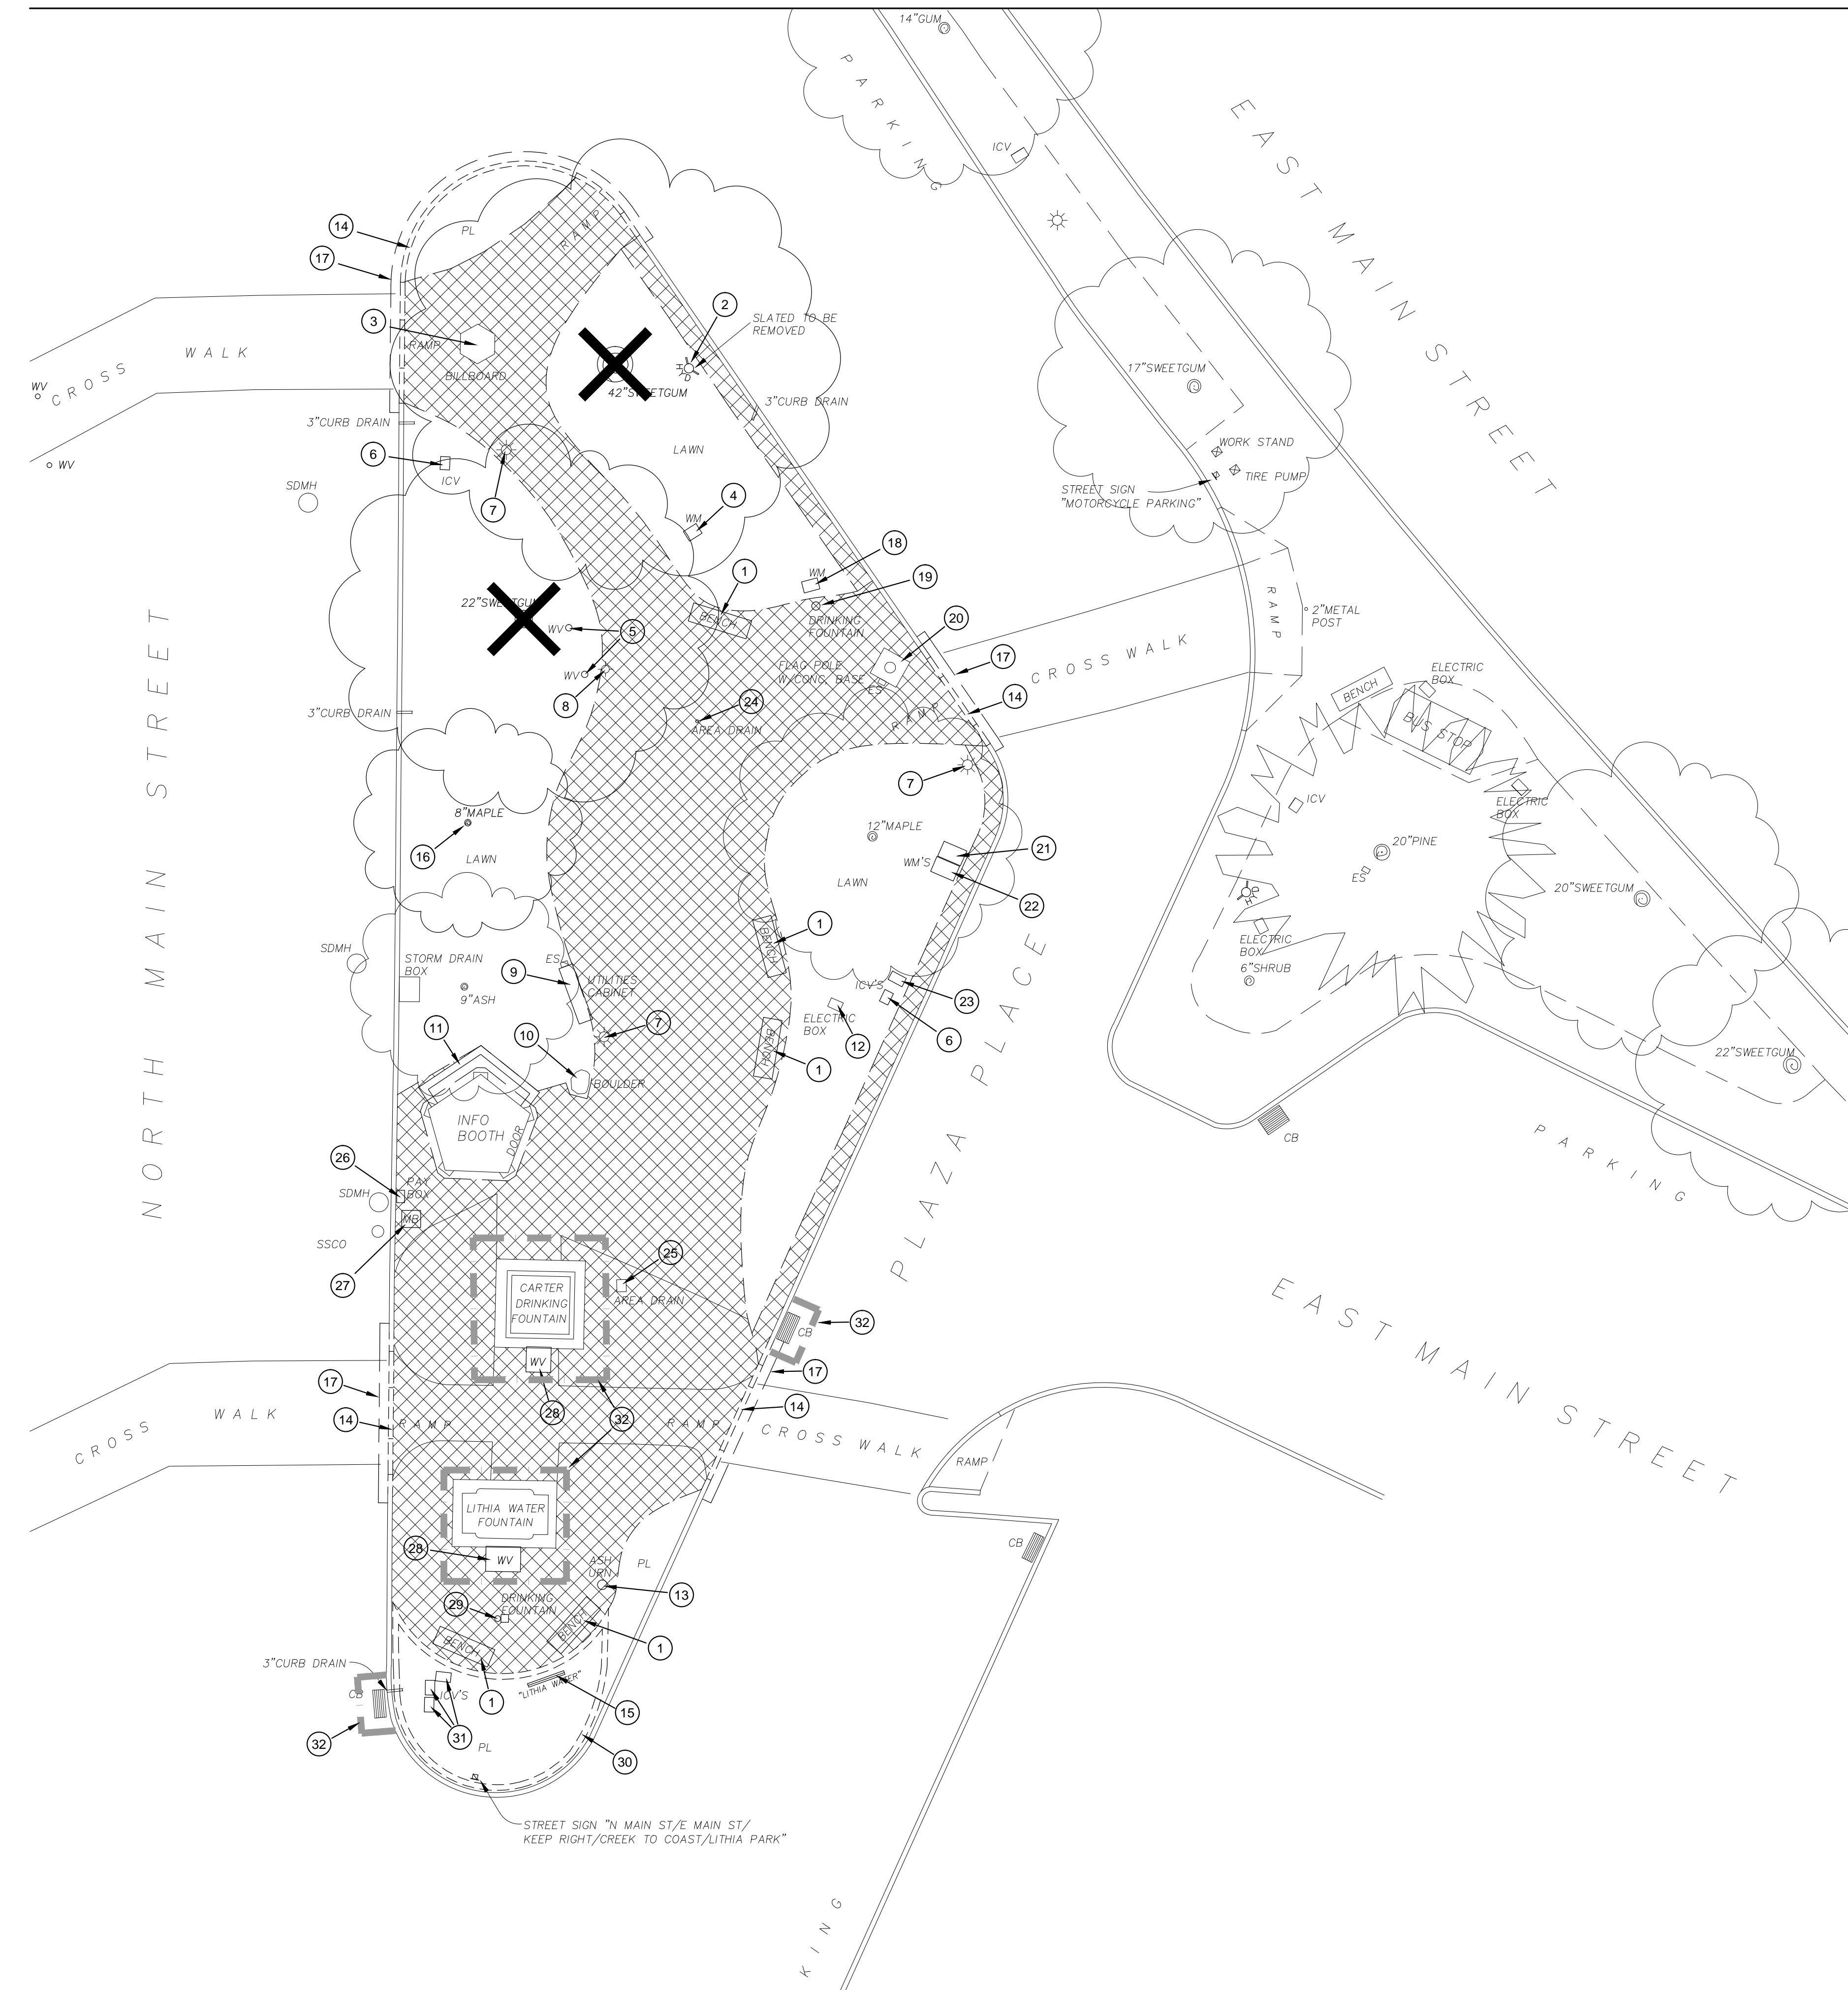 14"GUM
PARKING
EAST MAIN STREET
ICV
14
PL
RAMP
17
2
SLATED TO BE
REMOVED
3
RAMP
BILLBOARD
HD
42"SWEETGUM
CROSS WALK
WV
WV
3"CURB DRAIN
3"CURB DRAIN
17"SWEETGUM
LAWN
6
ICV
7
WORK STAND
TIRE PUMP
STREET SIGN
"MOTORCYCLE PARKING"
SDMH
4
WM
18
WM
1
BENCH
19
DRINKING
FOUNTAIN
22"SWEETGUM
WV
5
WV
8
20
FLAG POLE
W/CONC. BASE
ES
17
CROSS WALK
14
RAMP
RAMP
2"METAL
POST
BENCH
ELECTRIC
BOX
BUS STOP
3"CURB DRAIN
24
AREA DRAIN
7
NORTH MAIN STREET
8"MAPLE
16
LAWN
12"MAPLE
21
WM'S
22
LAWN
ICV
ELECTRIC
BOX
20"PINE
ES
20"SWEETGUM
HD
ELECTRIC
BOX
6"SHRUB
1
BENCH
SDMH
STORM DRAIN
BOX
9"ASH
ES
9
UTILITIES
CABINET
ICV'S
23
6
ELECTRIC
BOX
12
7
10
BOULDER
11
BENCH
1
22"SWEETGUM
INFO
BOOTH
DOOR
CB
PARKING
PLAZA PLACE
26
PAY
BOX
SDMH
MB
SSCO
27
25
AREA DRAIN
CARTER
DRINKING
FOUNTAIN
WV
28
32
CB
32
17
EAST MAIN STREET
17
14
14
CROSS WALK
RAMP
RAMP
CROSS WALK
RAMP
LITHIA WATER
FOUNTAIN
28
WV
CB
ASH
URN
PL
13
29
DRINKING
FOUNTAIN
BENCH
1
BENCH
1
3"CURB DRAIN
CB
ICV'S
"LITHIA WATER"
15
31
32
PL
30
STREET SIGN "N MAIN ST/E MAIN ST/
KEEP RIGHT/CREEK TO COAST/LITHIA PARK"
KING